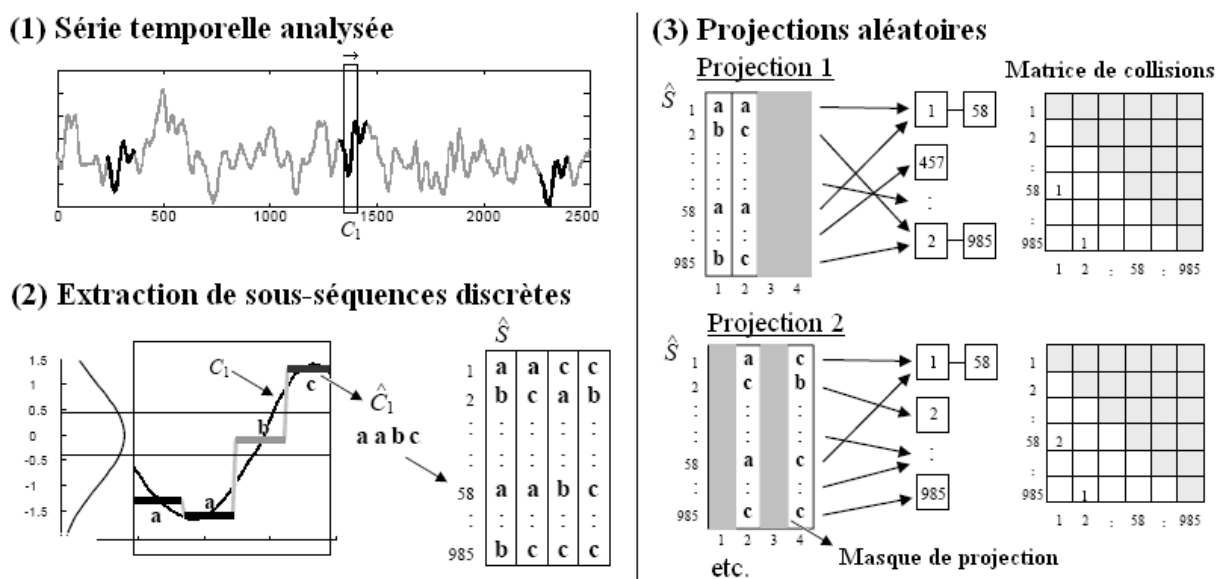 (1) Série temporelle analysée
→
0 500 1000 1500 2000 2500
C1
(2) Extraction de sous-séquences discrètes
1.5
1
0.5
0
-0.5
-1
-1.5
C1
a a b c
Ĉ1
a a b c
Ŝ
1 a a c c
2 b c a b
: : : :
: : : :
58 a a b c
: : : :
: : : :
985 b c c c
(3) Projections aléatoires
Projection 1
Ŝ
1 a a
2 b c
: :
: :
58 a a
: :
985 b c
1 2 3 4
1 58
457
:
2 985
Matrice de collisions
1
2
:
58 1
:
985 1
1 2 : 58 : 985
Projection 2
Ŝ
1 a c
2 c b
: :
: :
58 a c
: :
985 c c
1 2 3 4
1 58
2
:
985
1
2
:
58 2
:
985 1
1 2 : 58 : 985
Masque de projection
etc.